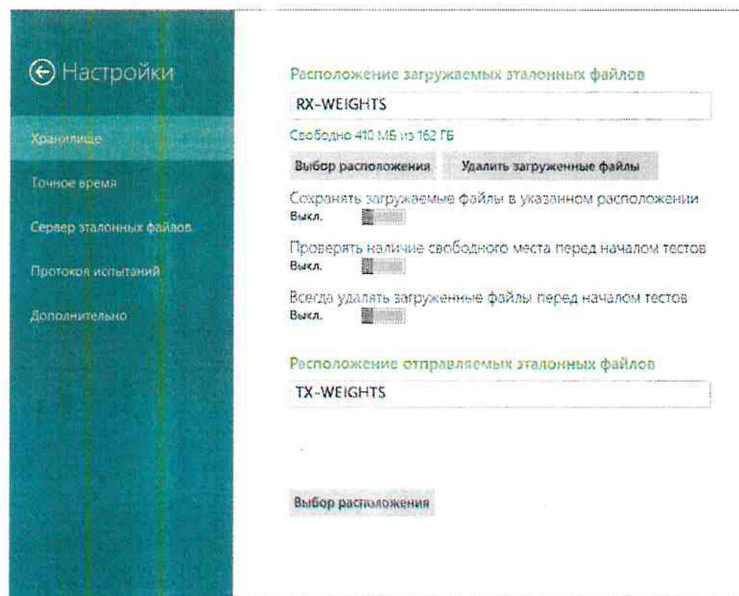 Настройки
Хранилище
Точное время
Сервер эталонных файлов
Протокол испытаний
Дополнительно
Расположение загружаемых эталонных файлов
RX-WEIGHTS
Свободно 410 МБ из 162 ГБ
Выбор расположения Удалить загруженные файлы
Сохранять загружаемые файлы в указанном расположении
Выкл.
Проверять наличие свободного места перед началом тестов
Выкл.
Всегда удалять загруженные файлы перед началом тестов
Выкл.
Расположение отправляемых эталонных файлов
TX-WEIGHTS
Выбор расположения